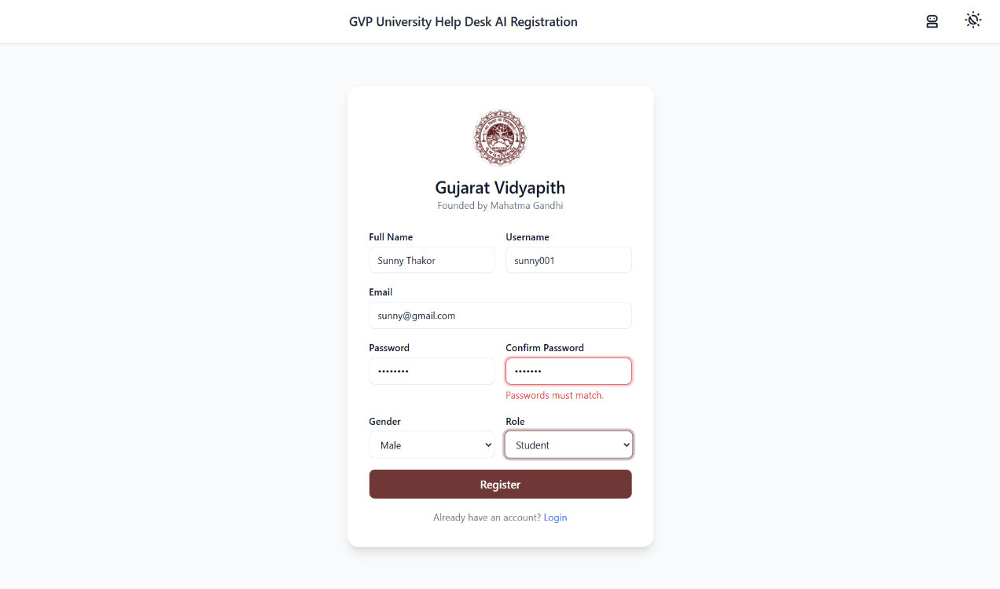 GVP University Help Desk AI Registration
Gujarat Vidyapith
Founded by Mahatma Gandhi
Full Name
Username
Sunny Thakor
sunny001
Email
sunny@gmail.com
Password
Confirm Password
••••••••
•••••••
Passwords must match.
Gender
Role
Male
Student
Register
Already have an account? Login